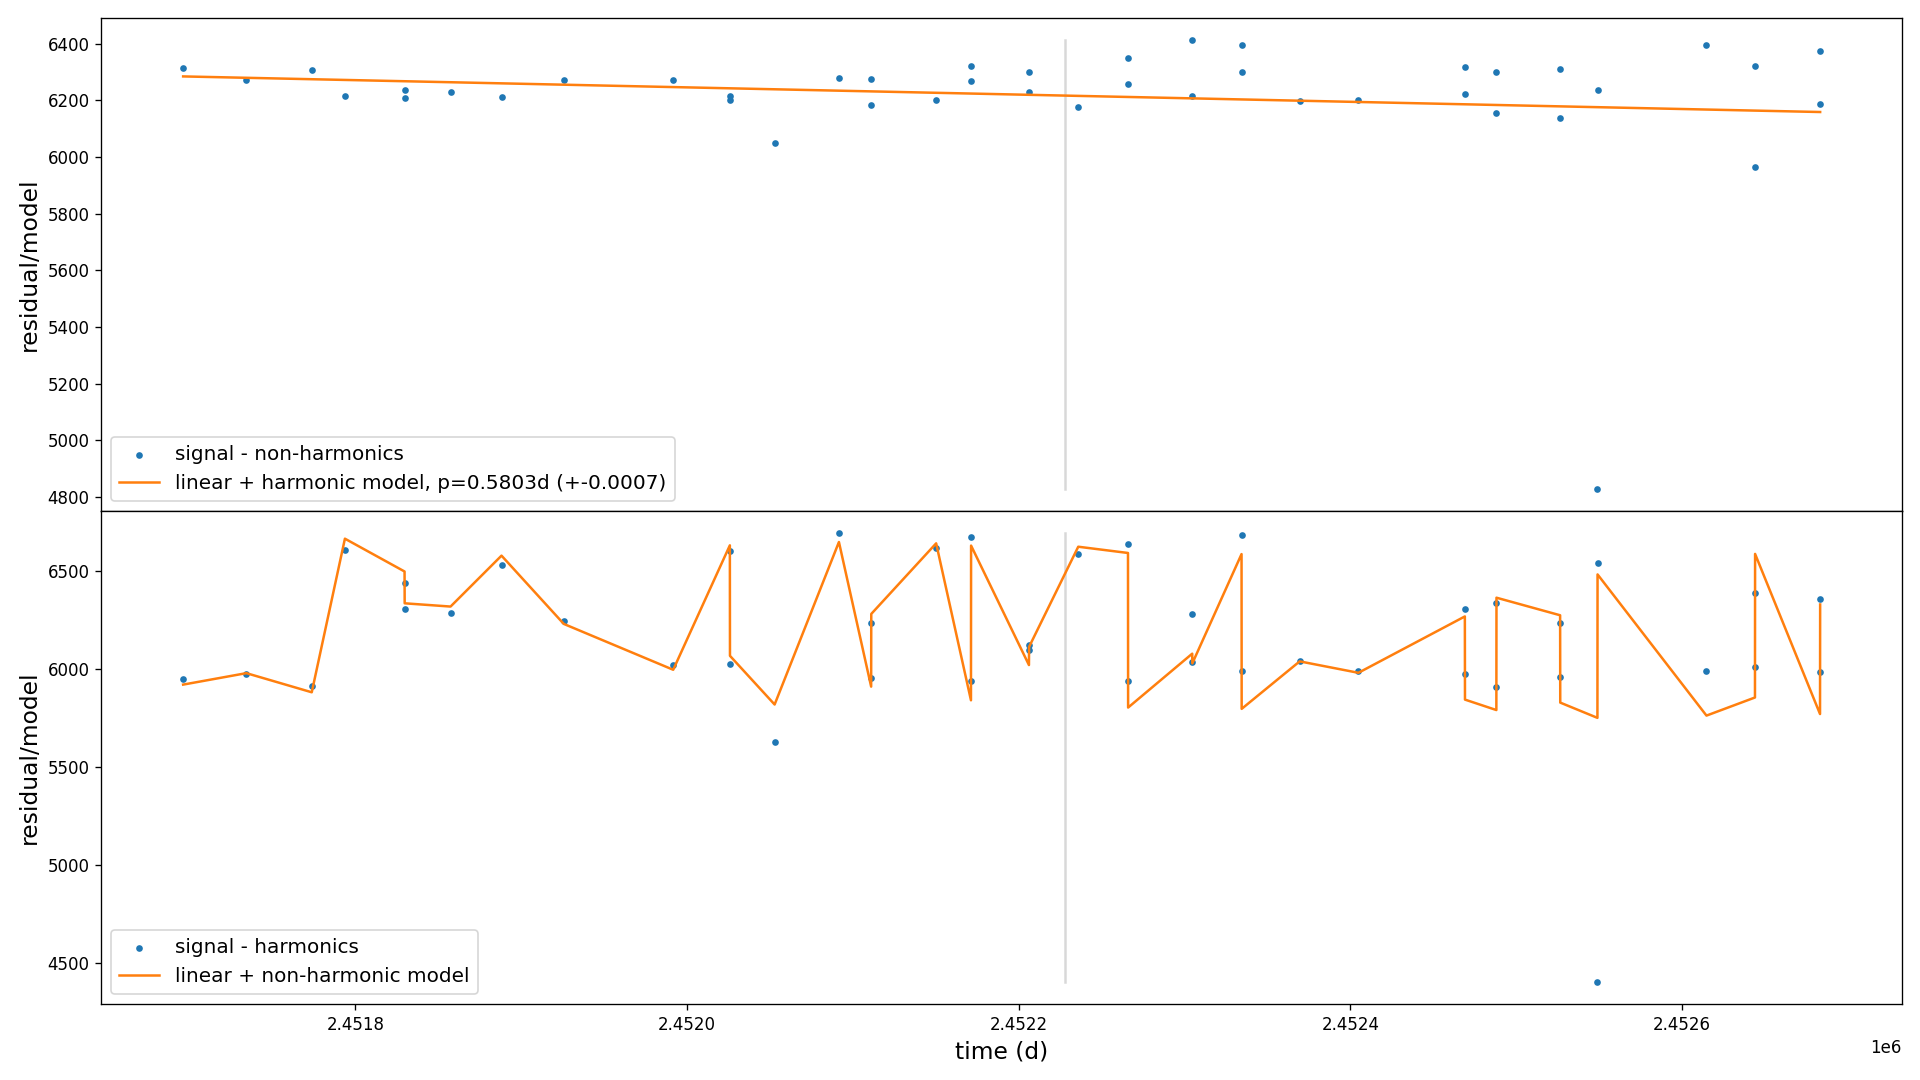 6400
6200
6000
5800
5600
5400
5200
5000
4800
residual/model
signal - non-harmonics
linear + harmonic model, p=0.5803d (+-0.0007)
6500
6000
5500
5000
4500
residual/model
signal - harmonics
linear + non-harmonic model
2.4518 2.4520 2.4522 2.4524 2.4526
1e6
time (d)